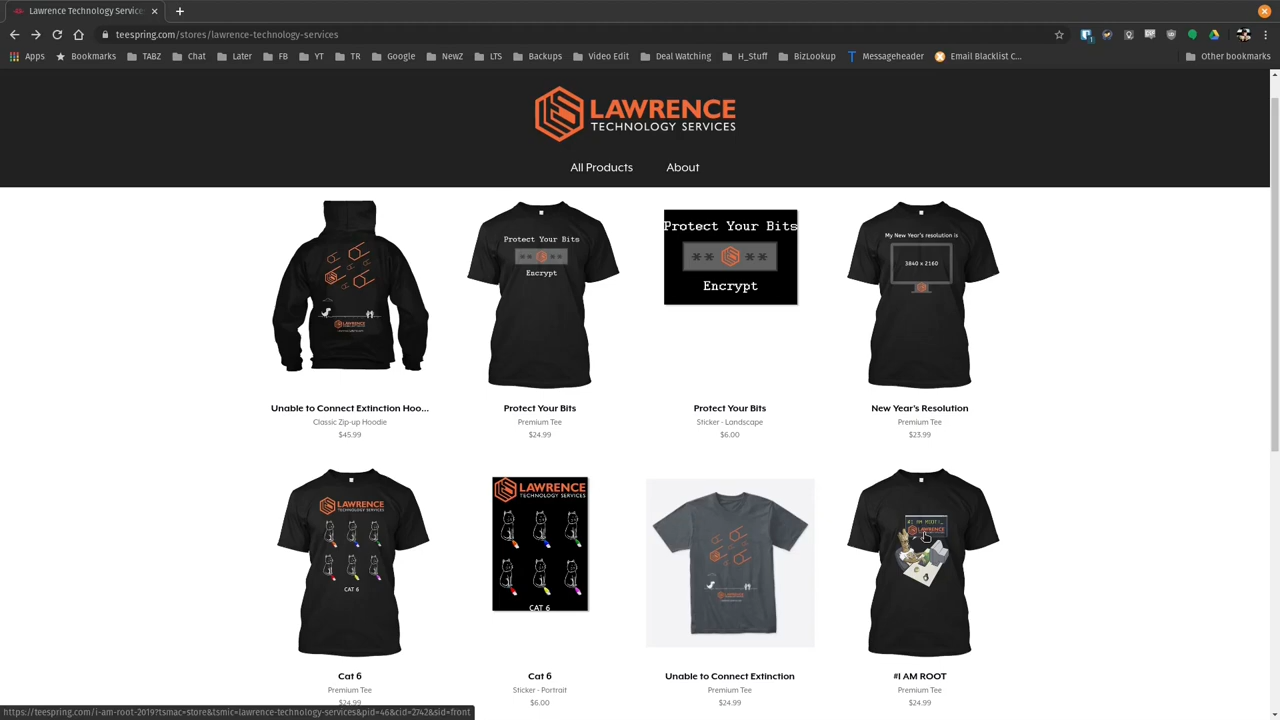 Lawrence Technology Services
teespring.com/stores/lawrence-technology-services
Apps
Bookmarks
TABZ
Chat
Later
FB
YT
TR
Google
NewZ
LTS
Backups
Video Edit
Deal Watching
H_Stuff
BizLookup
Messageheader
Email Blacklist C...
Other bookmarks
LAWRENCE
TECHNOLOGY SERVICES
All Products
About
Protect Your Bits
** **
Encrypt
Protect Your Bits
** **
Encrypt
My New Year's resolution is
3840 x 2160
Unable to Connect Extinction Hoo...
Classic Zip-up Hoodie
$45.99
Protect Your Bits
Premium Tee
$24.99
Protect Your Bits
Sticker - Landscape
$6.00
New Year's Resolution
Premium Tee
$23.99
LAWRENCE
TECHNOLOGY SERVICES
CAT 6
LAWRENCE
TECHNOLOGY SERVICES
CAT 6
#I AM ROOT!_
LAWRENCE
Cat 6
Premium Tee
$24.99
Cat 6
Sticker - Portrait
$6.00
Unable to Connect Extinction
Premium Tee
$24.99
#I AM ROOT
Premium Tee
$24.99
https://teespring.com/i-am-root-2019?tsmac=store&tsmic=lawrence-technology-services&pid=46&cid=2742&sid=front